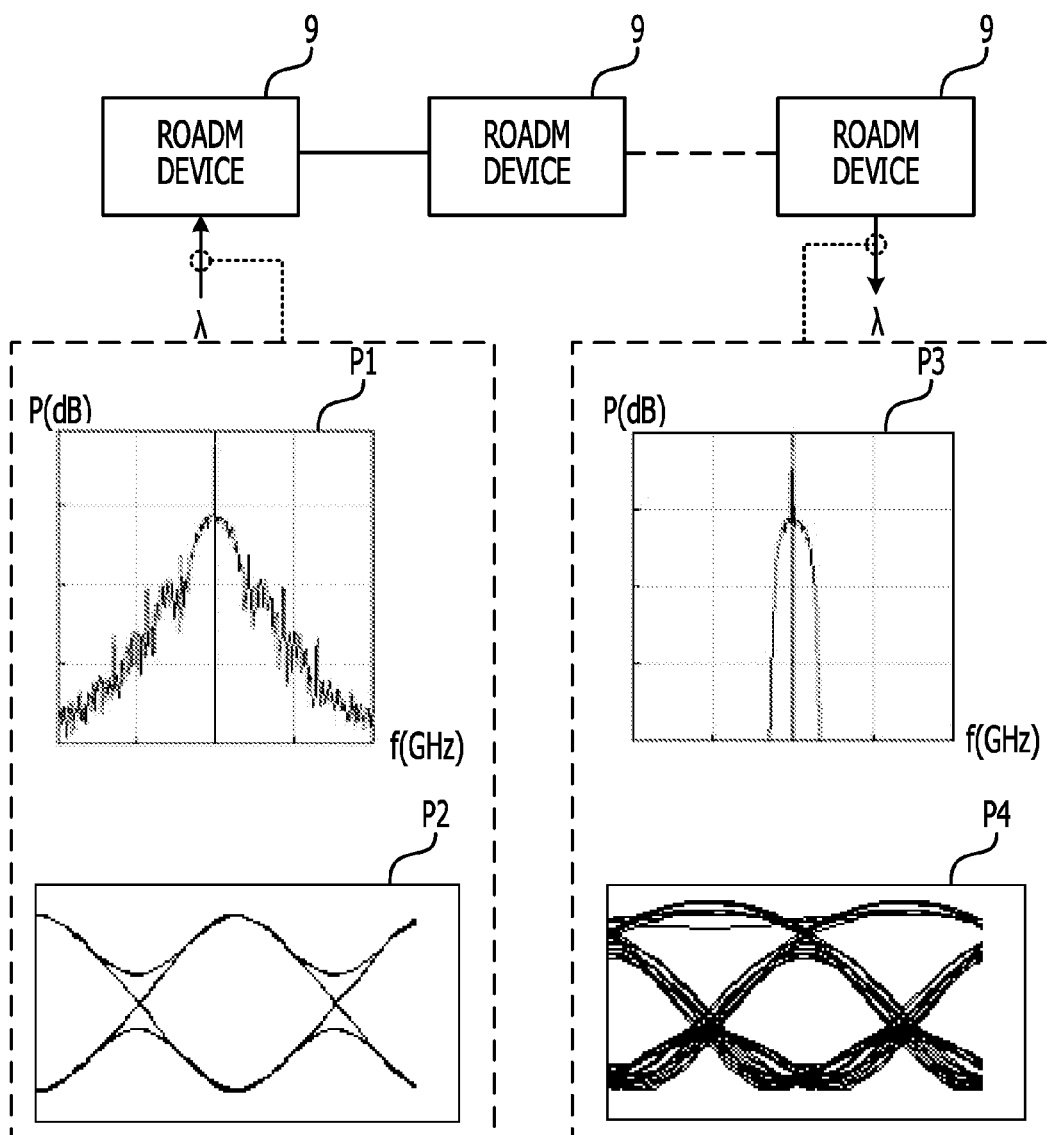 9
9
9
ROADM
DEVICE
ROADM
DEVICE
ROADM
DEVICE
λ
λ
P1
P3
P(dB)
P(dB)
f(GHz)
f(GHz)
P2
P4